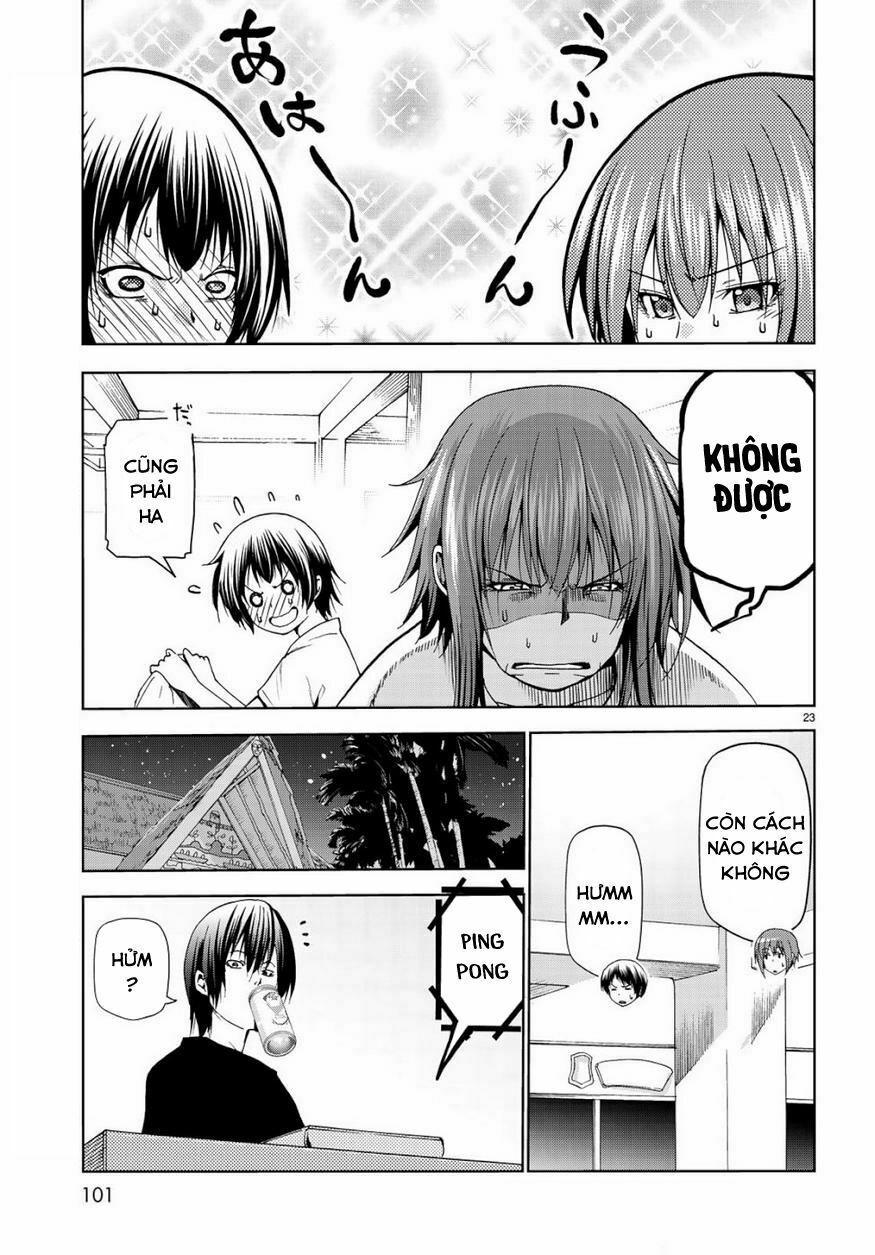 うふーん
あはーん
KHÔNG
ĐƯỢC
だ、
CŨNG
PHẢI
HA
23
CÒN CÁCH
NÀO KHÁC
KHÔNG
HƯMM
MM...
PING
PONG
HỬM
?
101